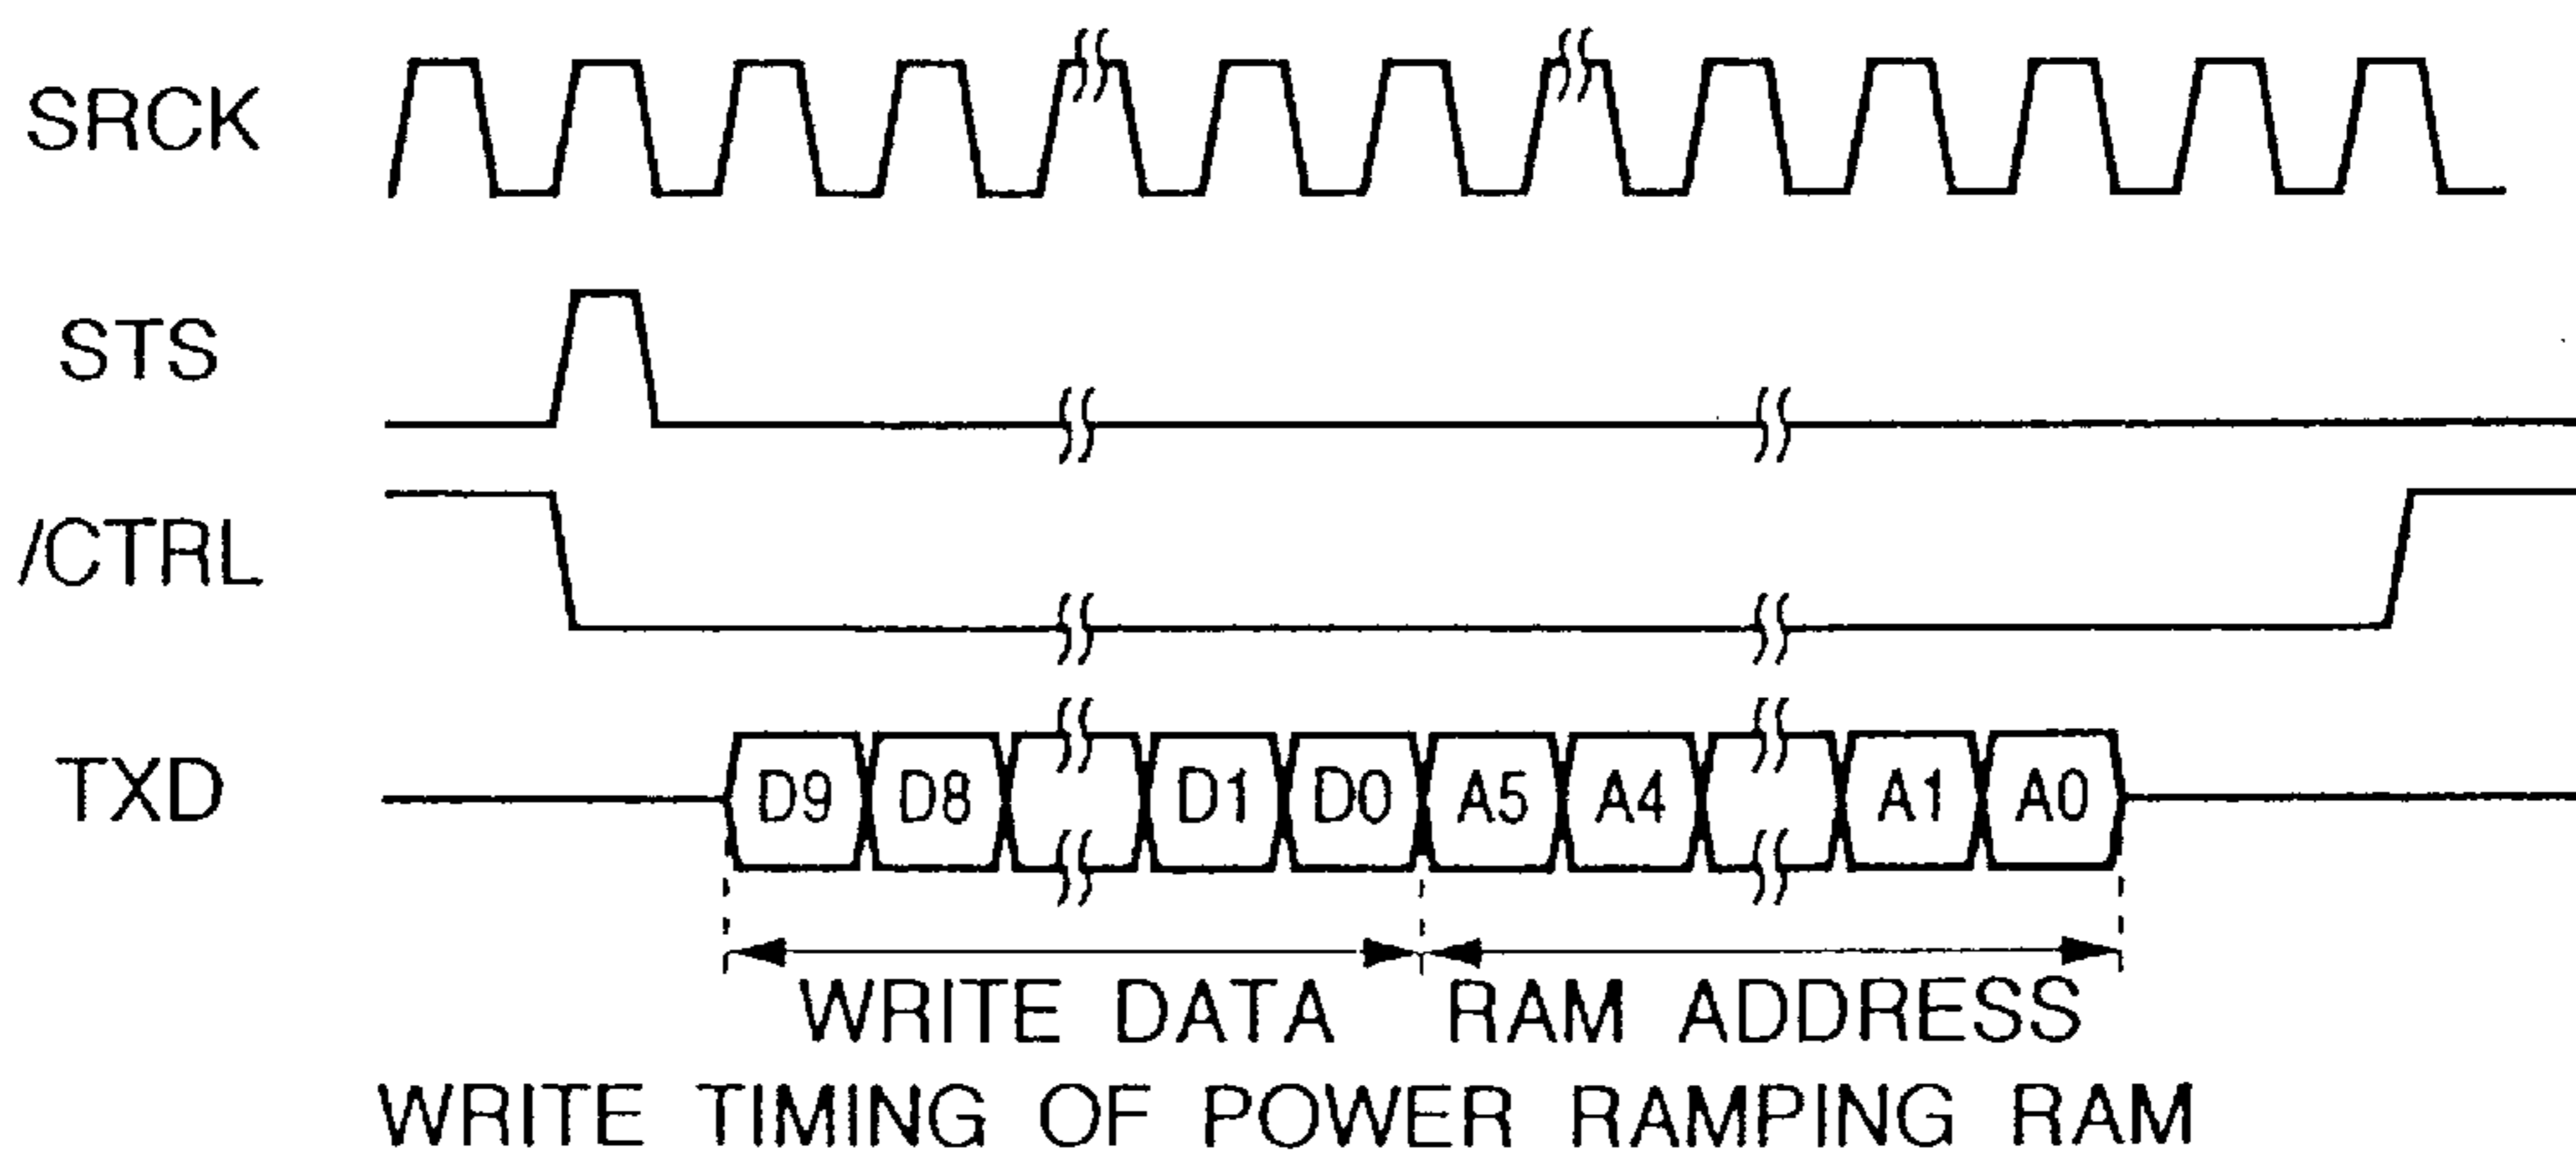 SRCK
STS
/CTRL
TXD D9 D8 D1 D0 A5 A4 A1 A0
WRITE DATA RAM ADDRESS
WRITE TIMING OF POWER RAMPING RAM